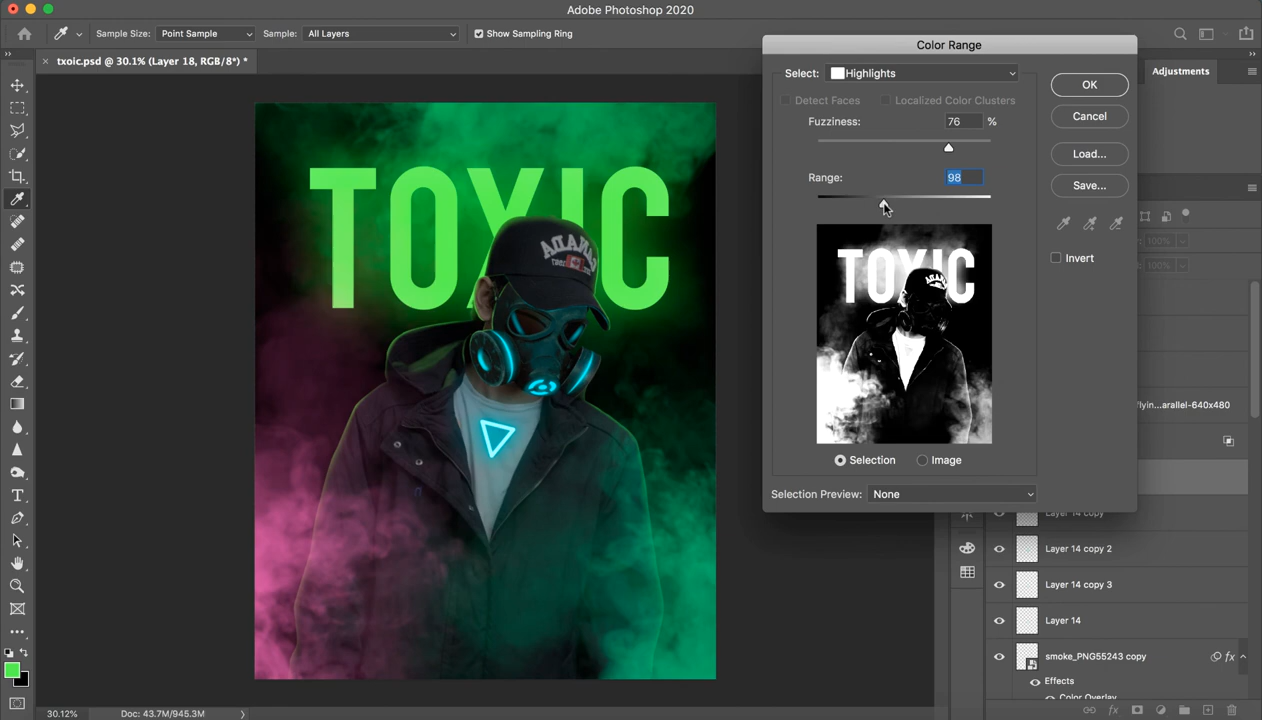 Adobe Photoshop 2020
Sample Size: Point Sample Sample: All Layers Show Sampling Ring
txoic.psd @ 30.1% (Layer 18, RGB/8*) *
Adjustments
Color Range
Select: Highlights
Detect Faces Localized Color Clusters
Fuzziness: 76 %
Range: 98
OK
Cancel
Load...
Save...
Invert
TOXIC
Selection Image
Selection Preview: None
TOXIC
CANADA
: 100%
: 100%
flyin...arallel-640x480
Layer 14 copy
Layer 14 copy 2
Layer 14 copy 3
Layer 14
smoke_PNG55243 copy
fx
Effects
Color Overlay
30.12% Doc: 43.7M/945.3M